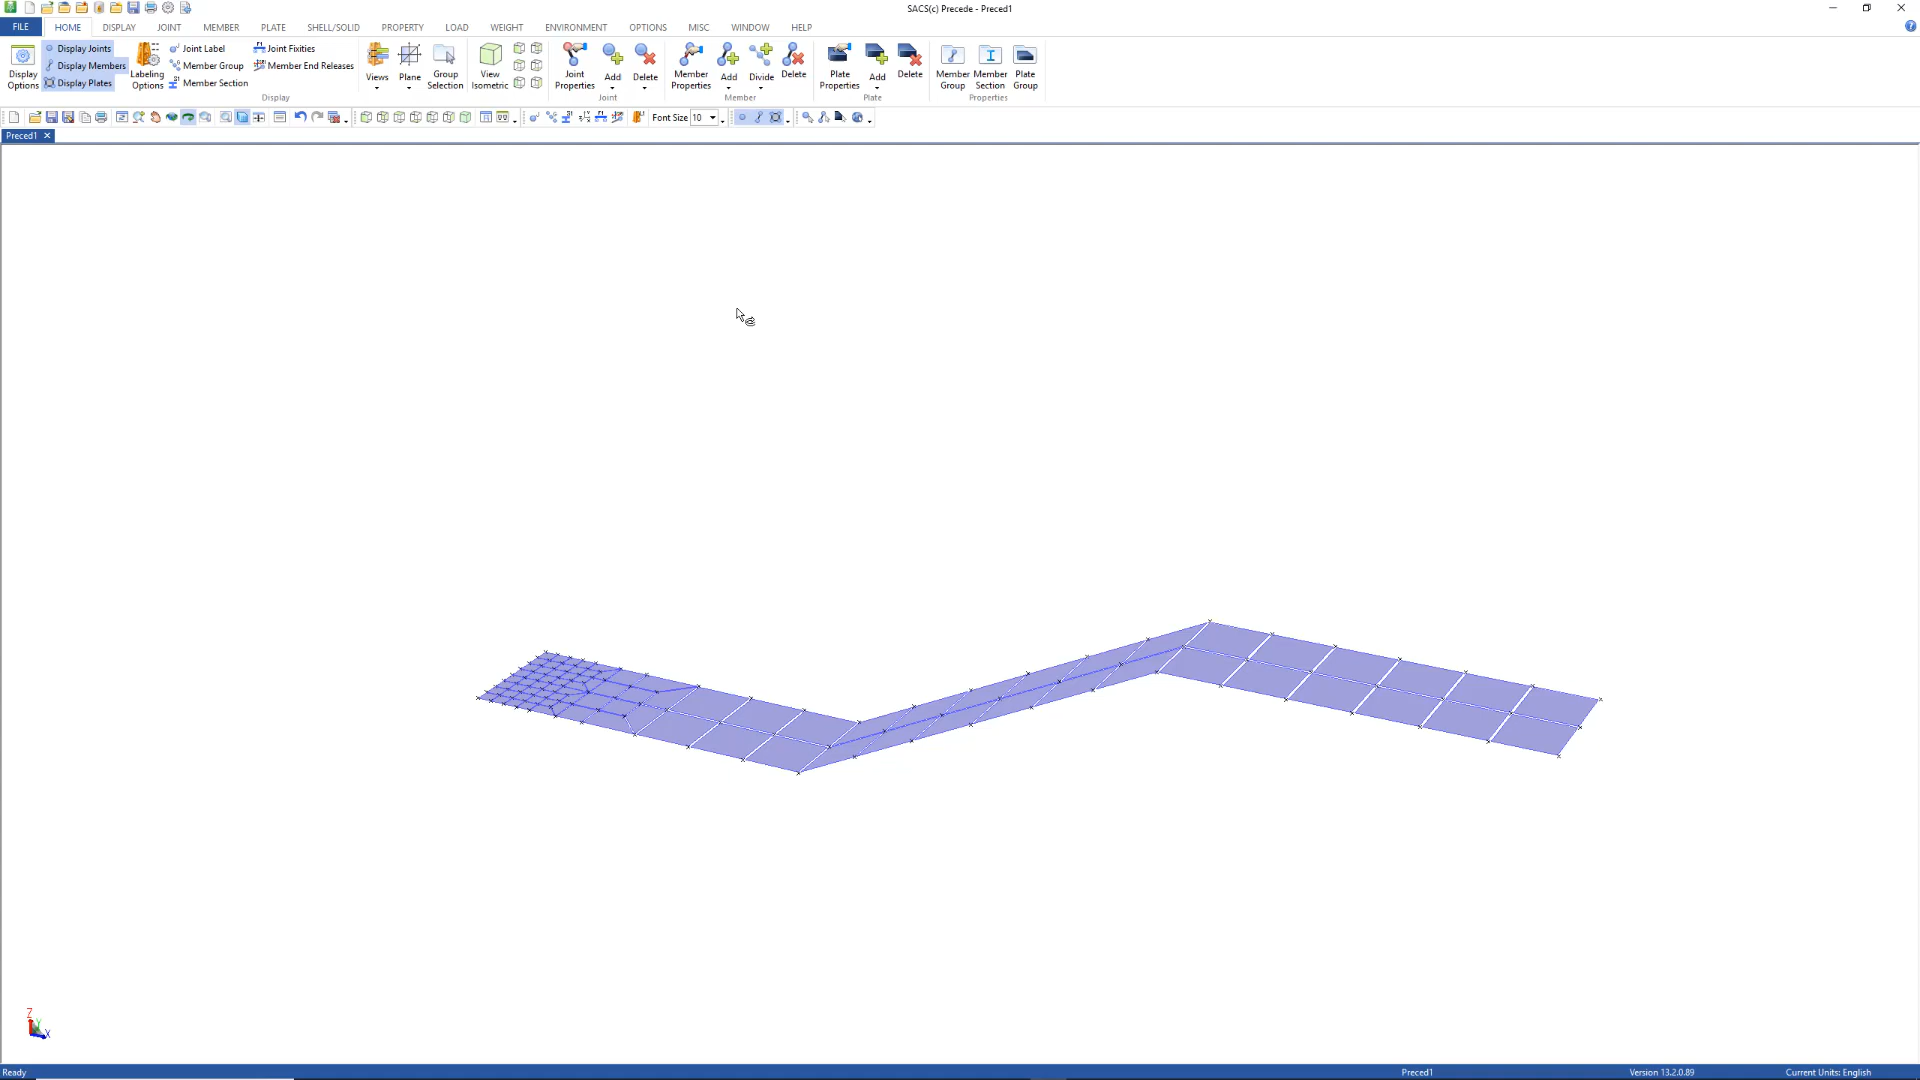 SACS(c) Precede - Preced1
FILE HOME DISPLAY JOINT MEMBER PLATE SHELL/SOLID PROPERTY LOAD WEIGHT ENVIRONMENT OPTIONS MISC WINDOW HELP
Display Options
Display Joints
Display Members
Display Plates
Labeling Options
Joint Label
Member Group
Member Section
Joint Fixities
Member End Releases
Display
Views
Plane
Group Selection
View Isometric
Joint Properties
Add
Delete
Joint
Member Properties
Add
Divide
Delete
Member
Plate Properties
Add
Delete
Plate
Member Group
Member Section
Plate Group
Properties
Font Size 10
Preced1
Z
X
Ready
Preced1
Version 13.2.0.89
Current Units: English